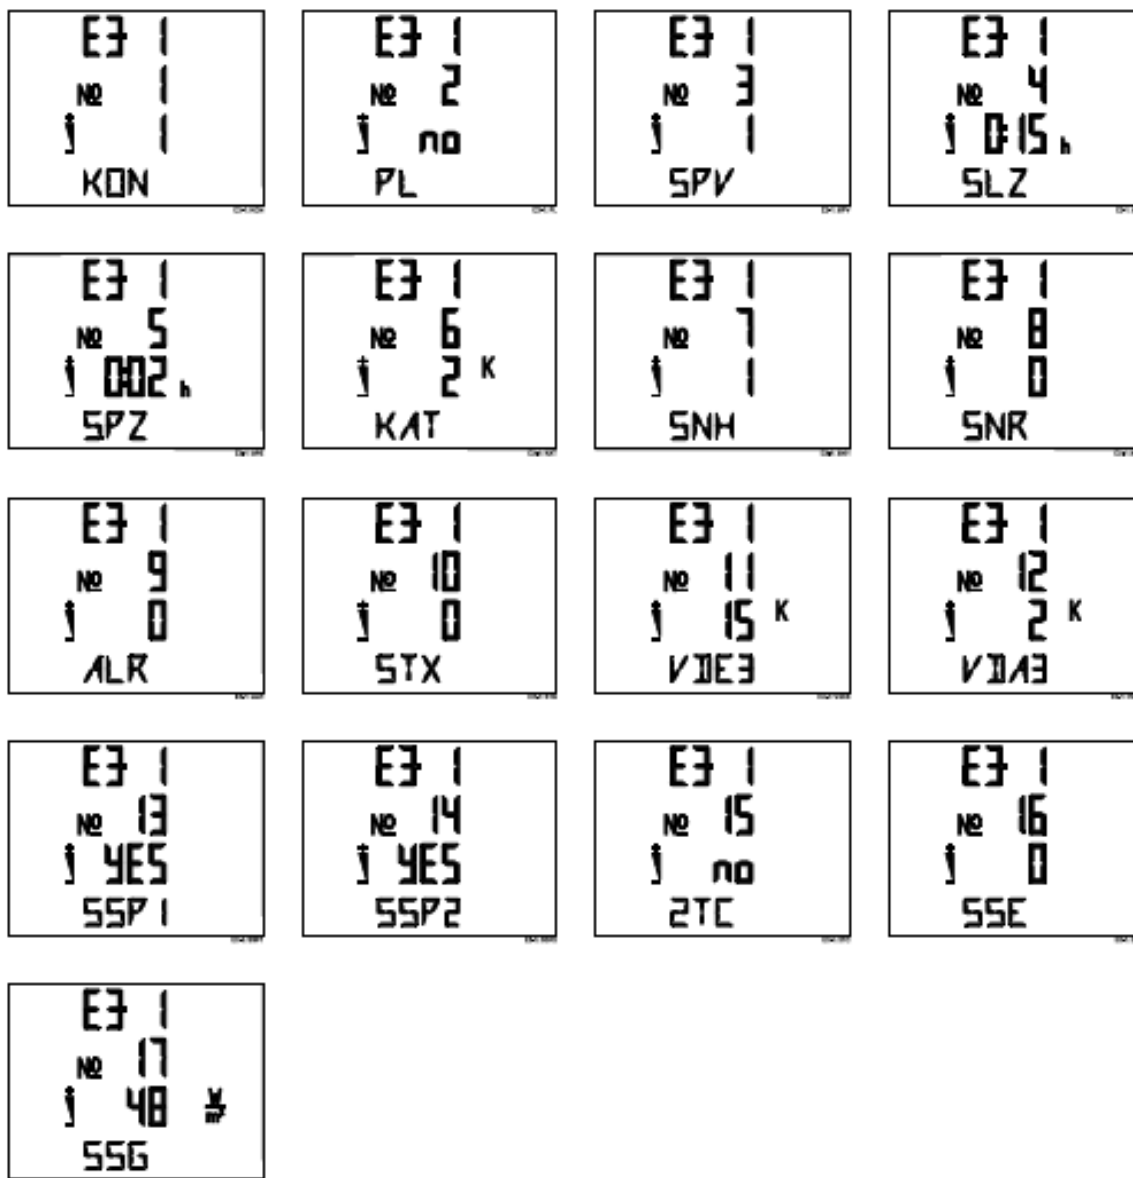 E3 1
№ 1
1
KON
E3 1
№ 2
no
PL
E3 1
№ 3
1
SPV
E3 1
№ 4
0:15 h
SLZ
E3 1
№ 5
0:02 h
SPZ
E3 1
№ 6
2 K
KAT
E3 1
№ 7
1
SNH
E3 1
№ 8
0
SNR
E3 1
№ 9
0
ALR
E3 1
№ 10
0
STX
E3 1
№ 11
15 K
VDE3
E3 1
№ 12
2 K
VDA3
E3 1
№ 13
YES
SSP1
E3 1
№ 14
YES
SSP2
E3 1
№ 15
no
2TC
E3 1
№ 16
0
SSE
E3 1
№ 17
48 W/m²
SSG